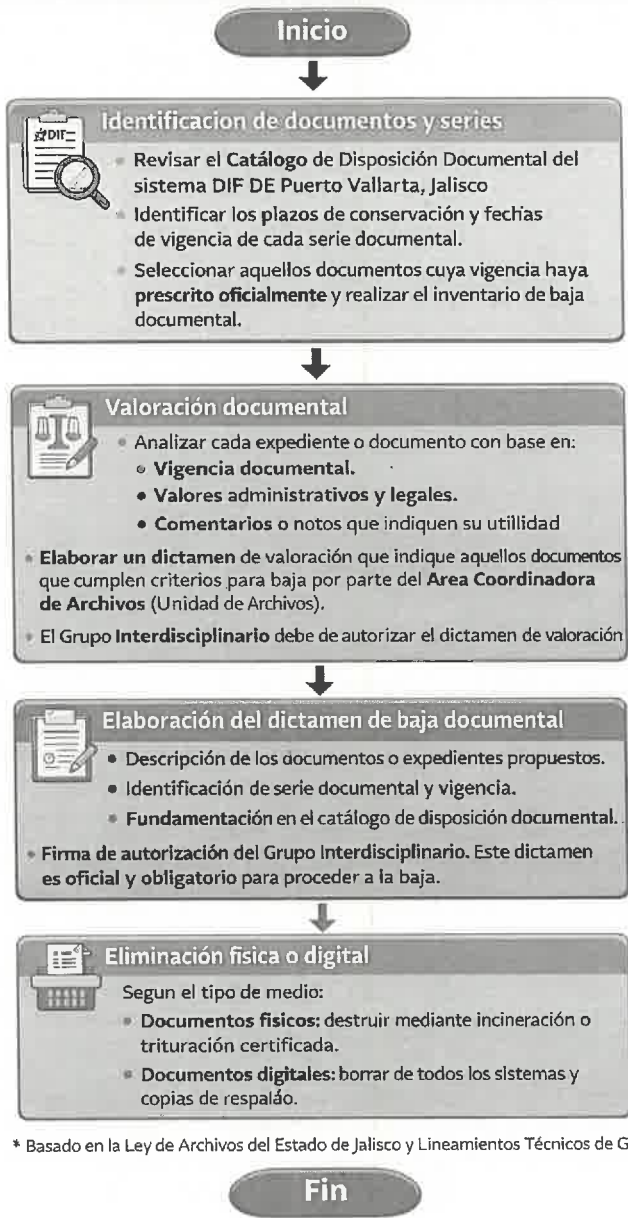 Inicio
Identificacion de documentos y series
DIF
Revisar el Catálogo de Disposición Documental del
sistema DIF DE Puerto Vallarta, Jalisco
Identificar los plazos de conservación y fechas
de vigencia de cada serie documental.
Seleccionar aquellos documentos cuya vigencia haya
prescrito oficialmente y realizar el inventario de baja
documental.
Valoración documental
Analizar cada expediente o documento con base en:
Vigencia documental.
Valores administrativos y legales.
Comentarios o notos que indiquen su utillidad
Elaborar un dictamen de valoración que indique aquellos documentos
que cumplen criterios para baja por parte del Area Coordinadora
de Archivos (Unidad de Archivos).
El Grupo Interdisciplinario debe de autorizar el dictamen de valoración
Elaboración del dictamen de baja documental
Descripción de los documentos o expedientes propuestos.
Identificación de serie documental y vigencia.
Fundamentación en el catálogo de disposición documental.
Firma de autorización del Grupo Interdisciplinario. Este dictamen
es oficial y obligatorio para proceder a la baja.
Eliminación fisica o digital
Segun el tipo de medio:
Documentos fisicos: destruir mediante incineración o
trituración certificada.
Documentos digitales: borrar de todos los sistemas y
copias de respaláo.
* Basado en la Ley de Archivos del Estado de Jalisco y Lineamientos Técnicos de G
Fin